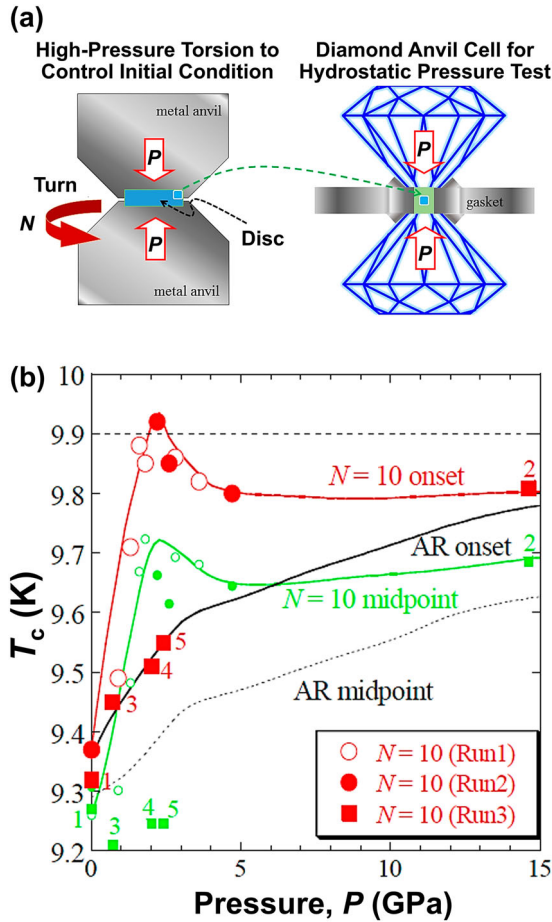 (a)
High-Pressure Torsion to
Control Initial Condition
Diamond Anvil Cell for
Hydrostatic Pressure Test
metal anvil
P
Turn
N
P
Disc
metal anvil
P
gasket
P
(b)
10
9.9
9.8
9.7
9.6
9.5
9.4
9.3
9.2
Tc (K)
N = 10 onset
2
AR onset
2
N = 10 midpoint
AR midpoint
5
4
3
1
1
3
4
5
N = 10 (Run1)
N = 10 (Run2)
N = 10 (Run3)
0
5
10
15
Pressure, P (GPa)